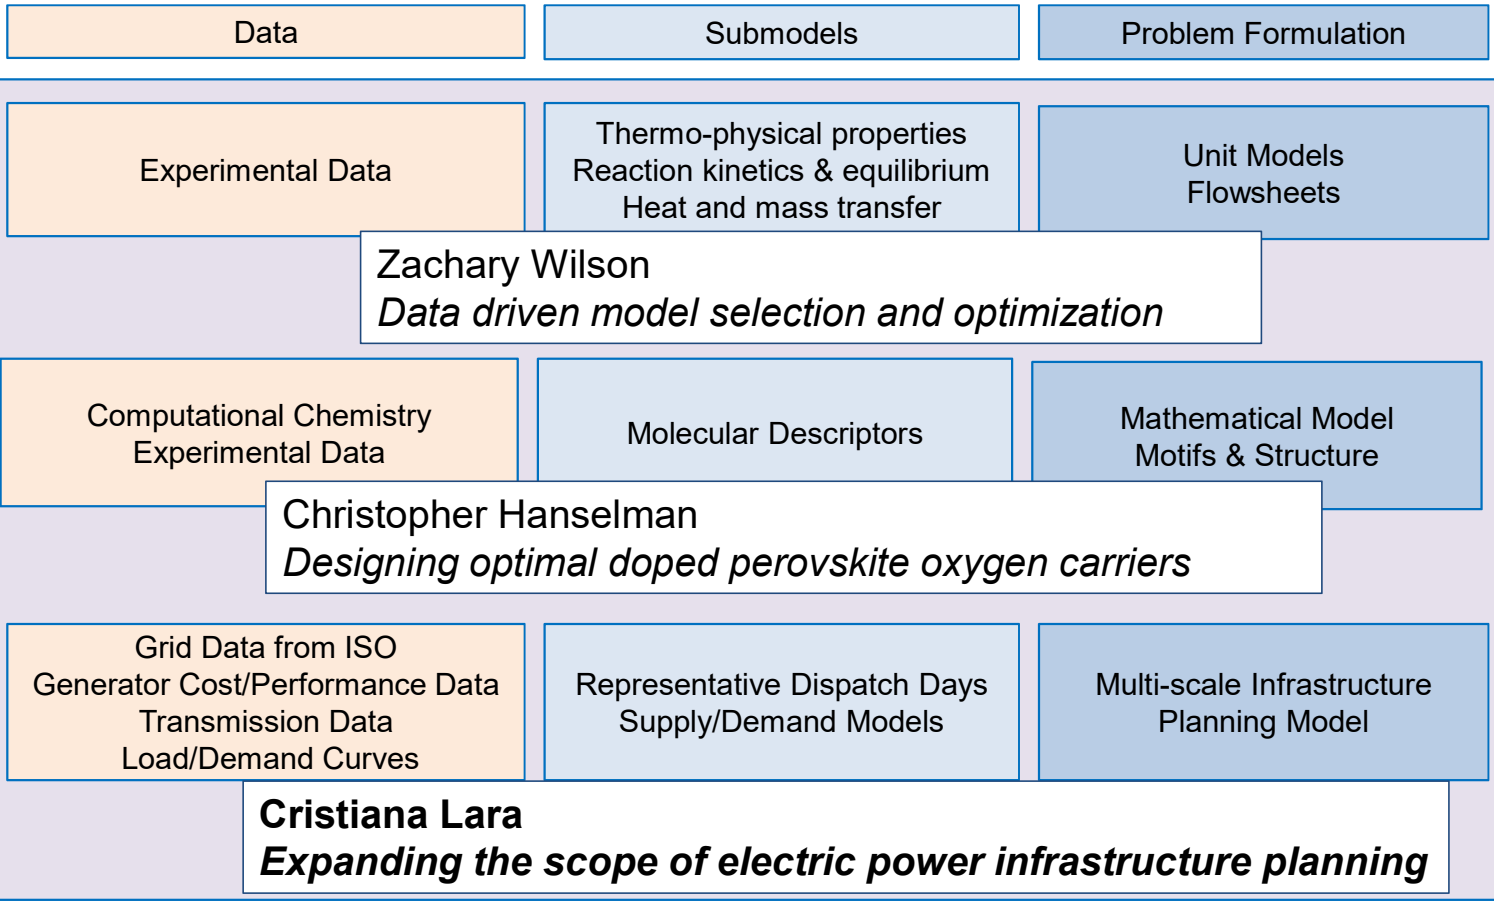 Data
Submodels
Problem Formulation
Experimental Data
Thermo-physical properties
Reaction kinetics & equilibrium
Heat and mass transfer
Unit Models
Flowsheets
Zachary Wilson
Data driven model selection and optimization
Computational Chemistry
Experimental Data
Molecular Descriptors
Mathematical Model
Motifs & Structure
Christopher Hanselman
Designing optimal doped perovskite oxygen carriers
Grid Data from ISO
Generator Cost/Performance Data
Transmission Data
Load/Demand Curves
Representative Dispatch Days
Supply/Demand Models
Multi-scale Infrastructure
Planning Model
Cristiana Lara
Expanding the scope of electric power infrastructure planning